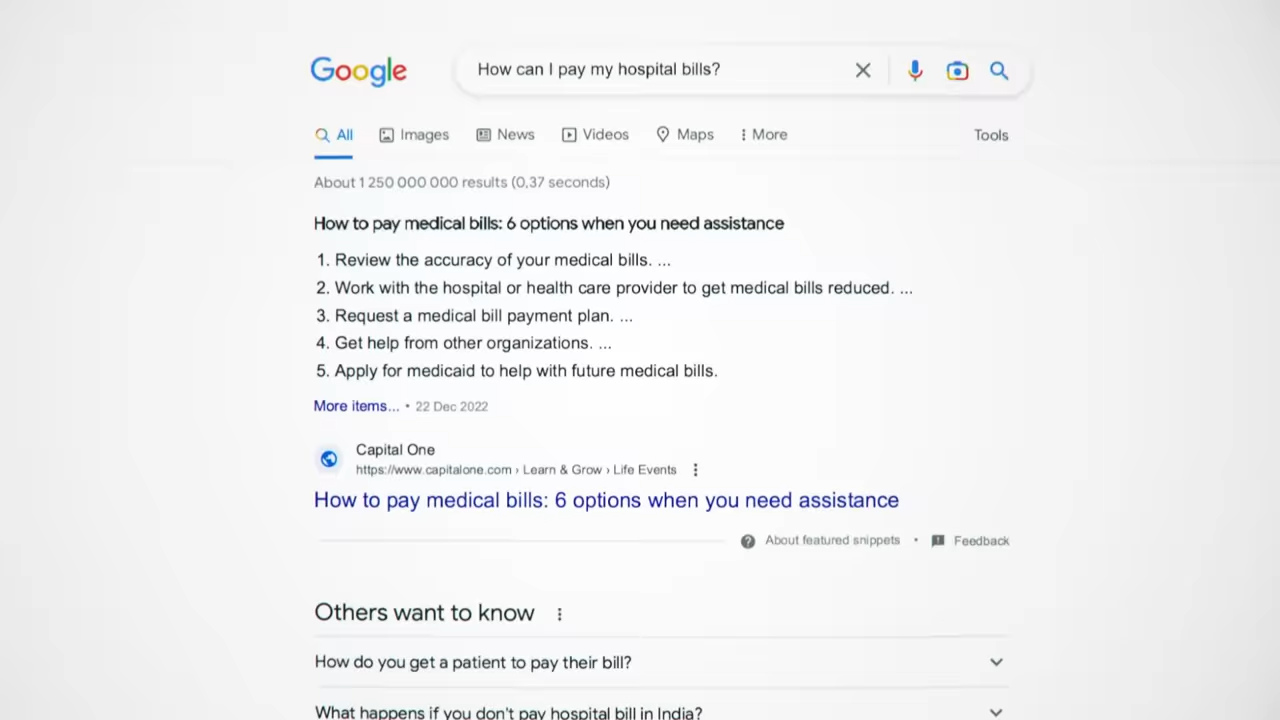 Google
How can I pay my hospital bills?
All Images News Videos Maps More Tools
About 1 250 000 000 results (0,37 seconds)
How to pay medical bills: 6 options when you need assistance
1. Review the accuracy of your medical bills. ...
2. Work with the hospital or health care provider to get medical bills reduced. ...
3. Request a medical bill payment plan. ...
4. Get help from other organizations. ...
5. Apply for medicaid to help with future medical bills.
More items... • 22 Dec 2022
Capital One
https://www.capitalone.com › Learn & Grow › Life Events
How to pay medical bills: 6 options when you need assistance
About featured snippets • Feedback
Others want to know
How do you get a patient to pay their bill?
What happens if you don't pay hospital bill in India?